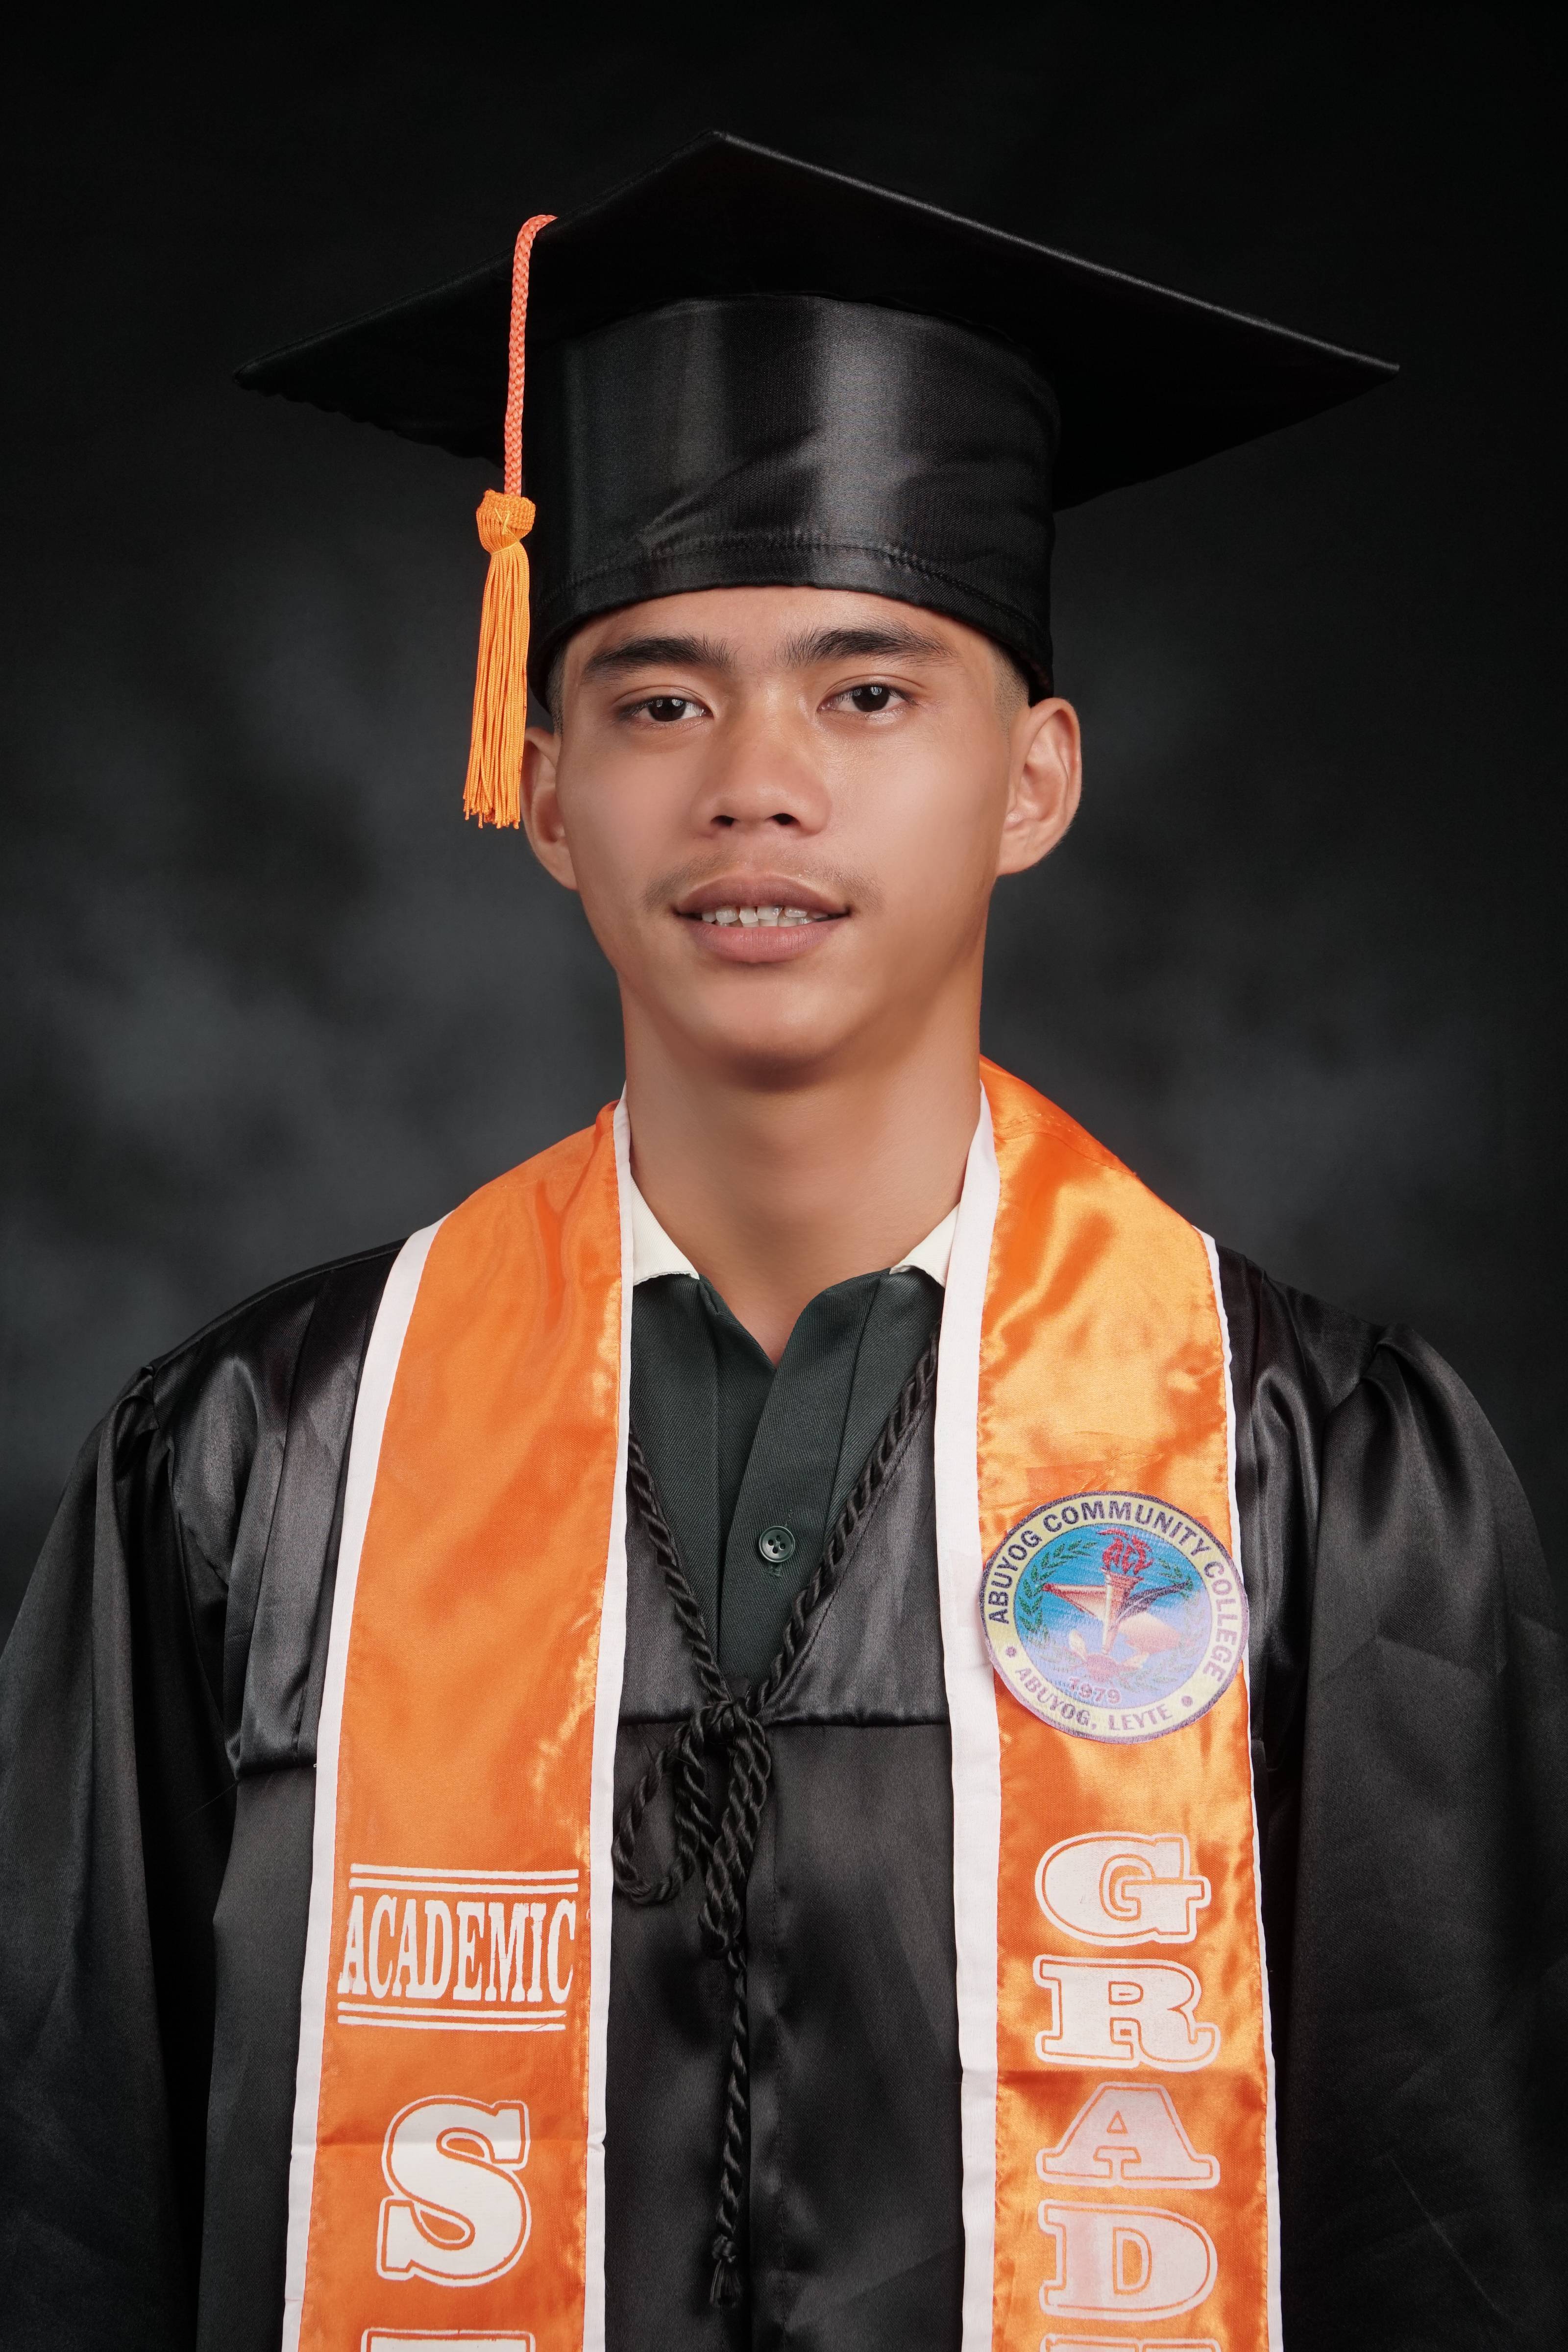 ABUYOG COMMUNITY COLLEGE
1979
ABUYOG, LEYTE
ACADEMIC
S
GRAD